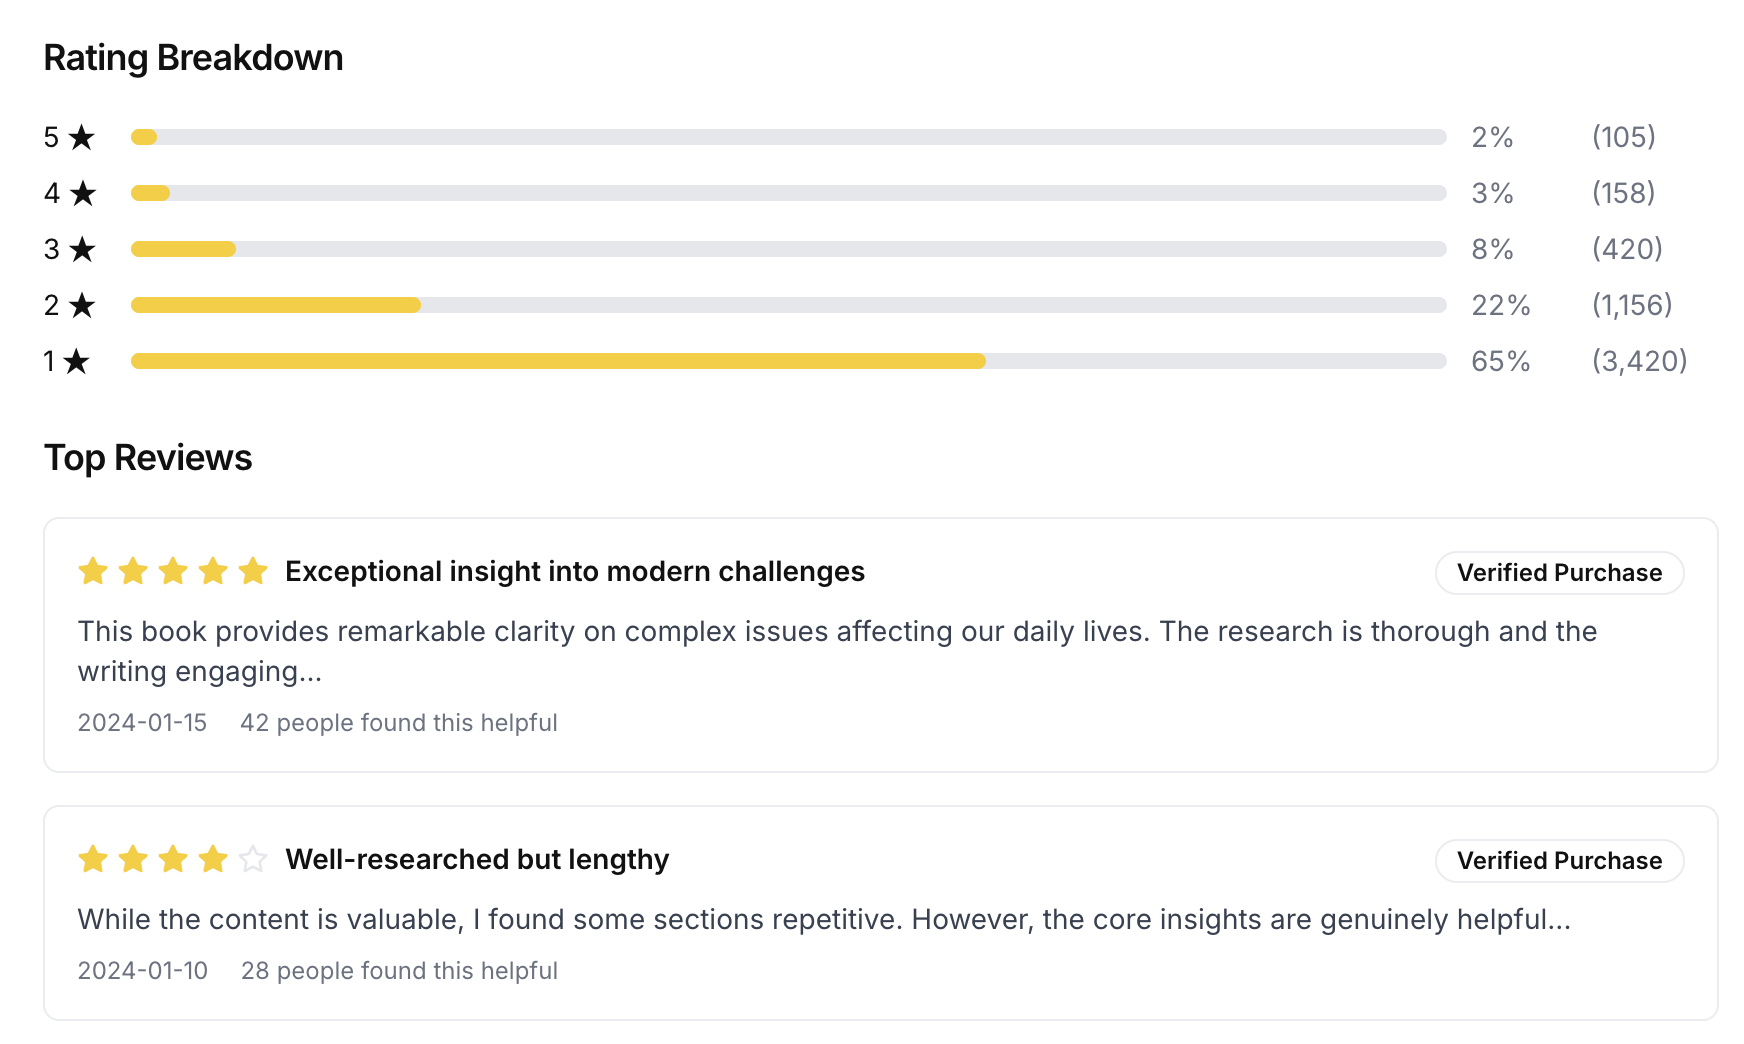 Rating Breakdown
5 ★ 2% (105)
4 ★ 3% (158)
3 ★ 8% (420)
2 ★ 22% (1,156)
1 ★ 65% (3,420)
Top Reviews
Exceptional insight into modern challenges Verified Purchase
This book provides remarkable clarity on complex issues affecting our daily lives. The research is thorough and the
writing engaging...
2024-01-15 42 people found this helpful
Well-researched but lengthy Verified Purchase
While the content is valuable, I found some sections repetitive. However, the core insights are genuinely helpful...
2024-01-10 28 people found this helpful